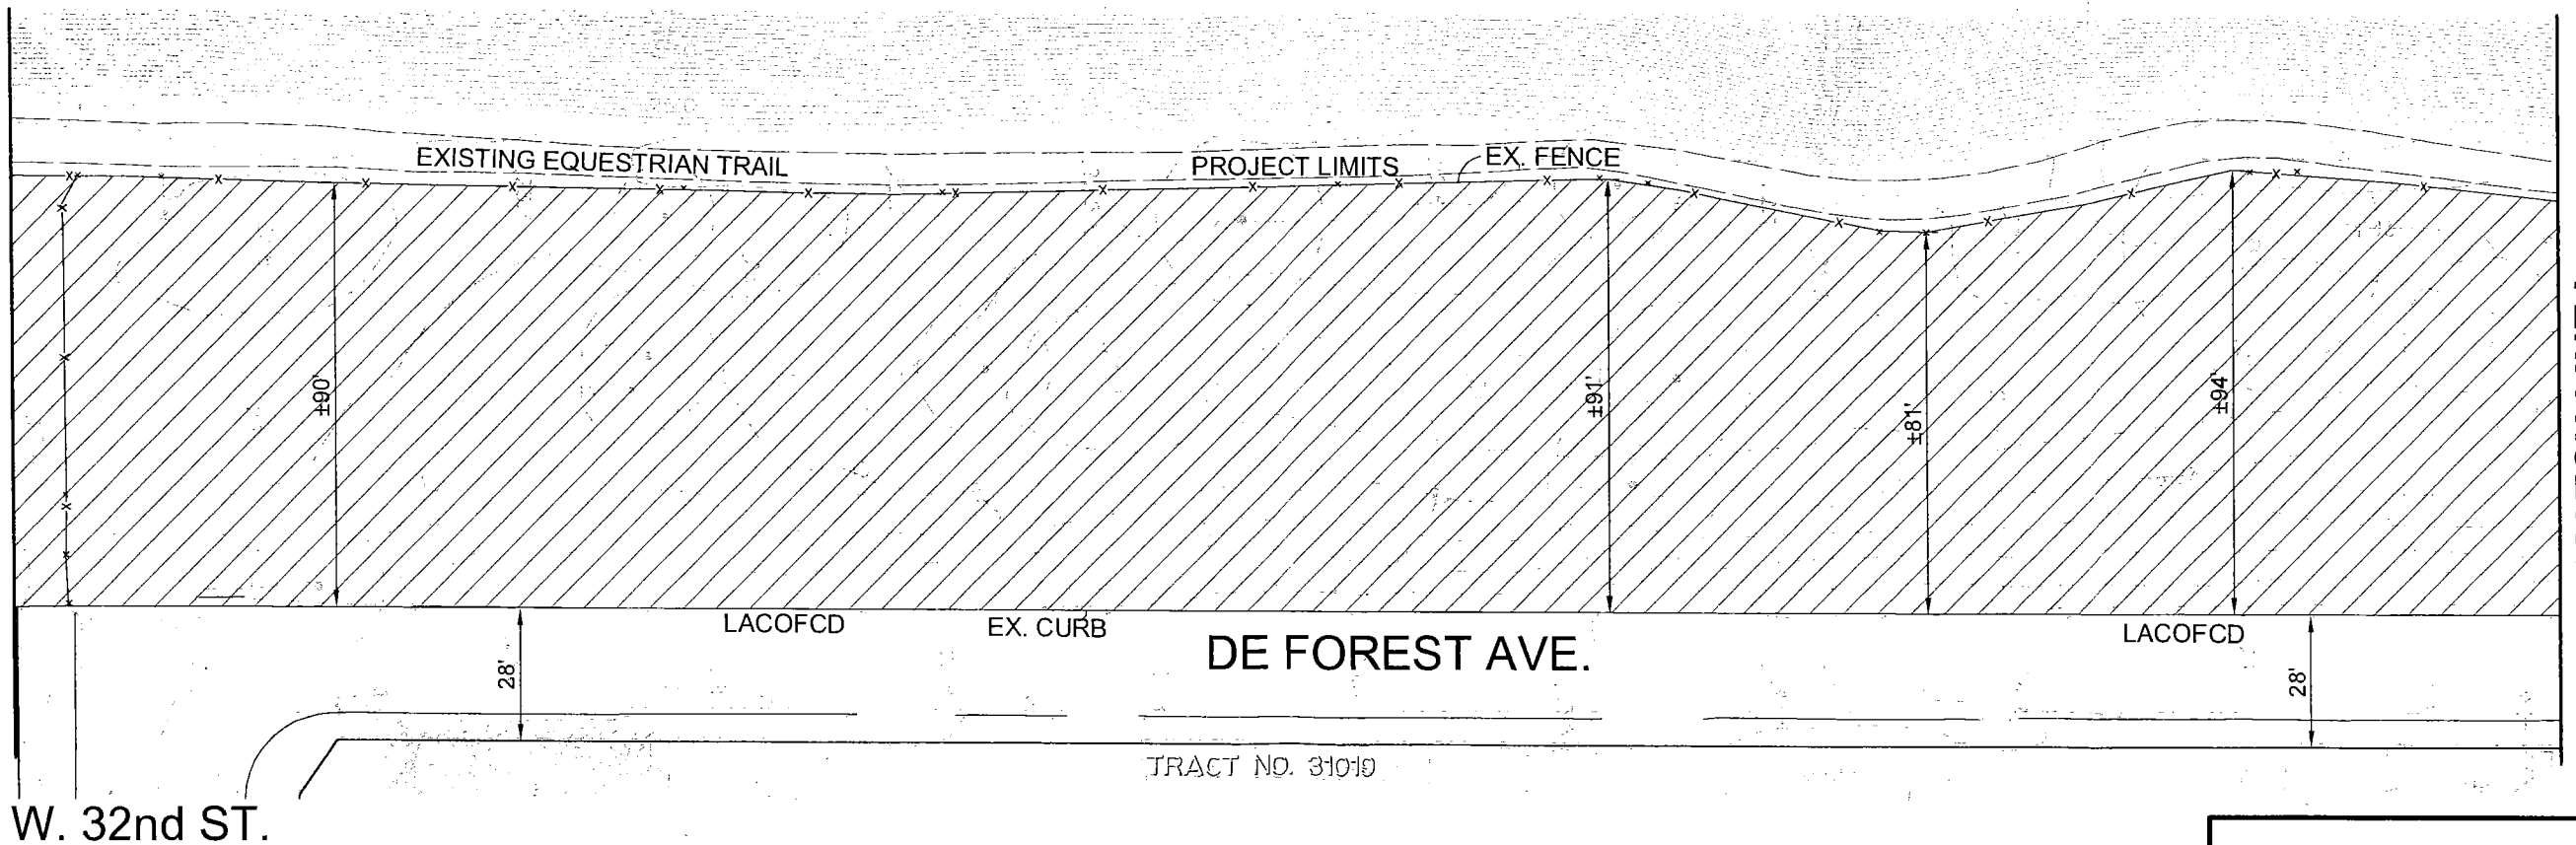 EXISTING EQUESTRIAN TRAIL
PROJECT LIMITS
EX. FENCE
±90'
±91'
±81'
±94'
LACOFCD
EX. CURB
DE FOREST AVE.
LACOFCD
28'
28'
TRACT NO. 31019
W. 32nd ST.